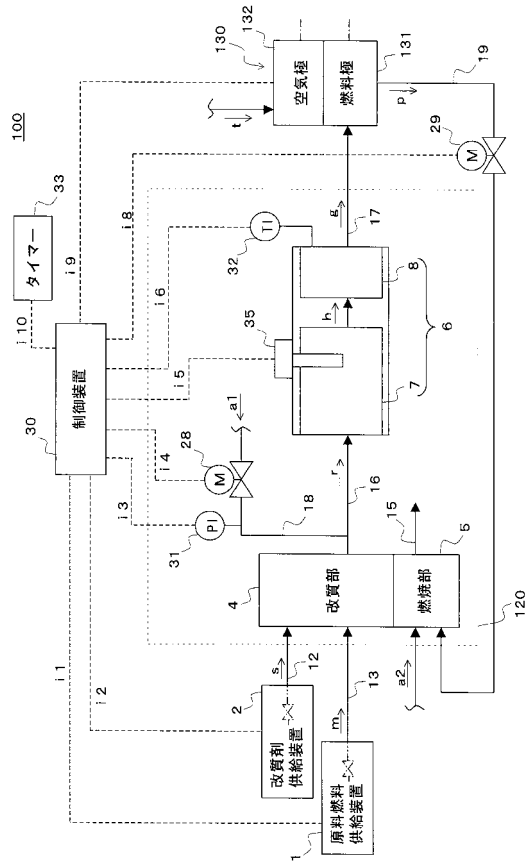 100
33
タイマー
i10
30
制御装置
i1
i2
i3
i4
i5
i6
i8
i9
130
132
空気極
燃料極
131
t
p
19
29
M
32
TI
g
17
35
h
7
8
6
28
M
a1
31
PI
18
r
16
4
改質部
燃焼部
15
5
120
s
12
2
改質剤
供給装置
m
13
a2
1
原料燃料
供給装置